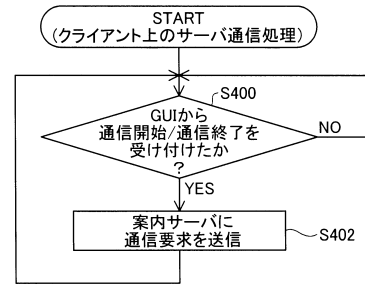 START
(クライアント上のサーバ通信処理)
S400
GUIから
通信開始/通信終了を
受け付けたか
?
NO
YES
案内サーバに
通信要求を送信
S402